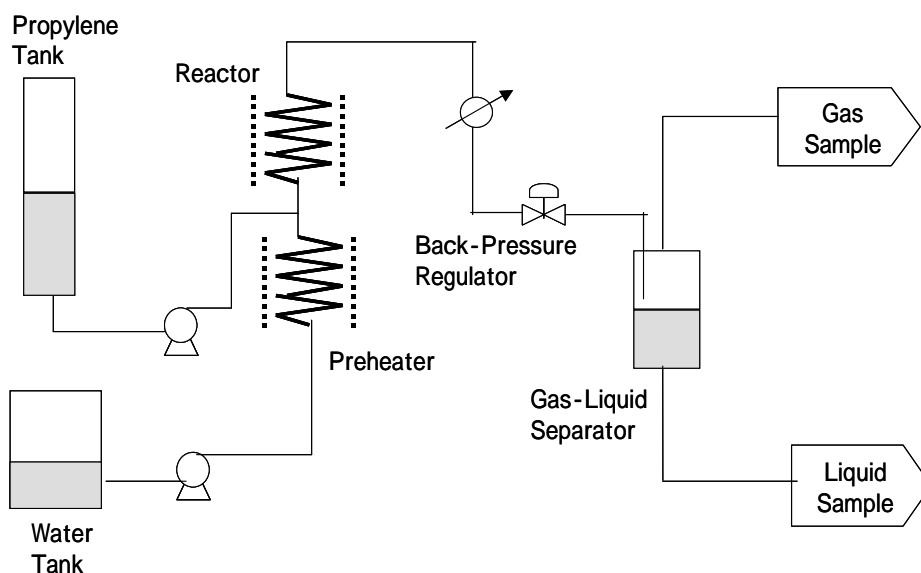 Propylene
Tank
Reactor
Gas
Sample
Back-Pressure
Regulator
Preheater
Gas-Liquid
Separator
Liquid
Sample
Water
Tank